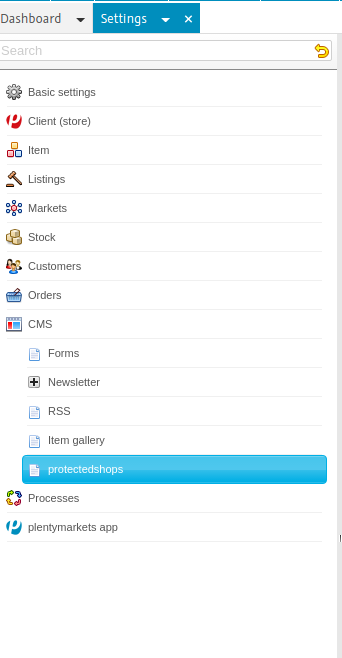 Dashboard Settings
Search
Basic settings
Client (store)
Item
Listings
Markets
Stock
Customers
Orders
CMS
Forms
Newsletter
RSS
Item gallery
protectedshops
Processes
plentymarkets app